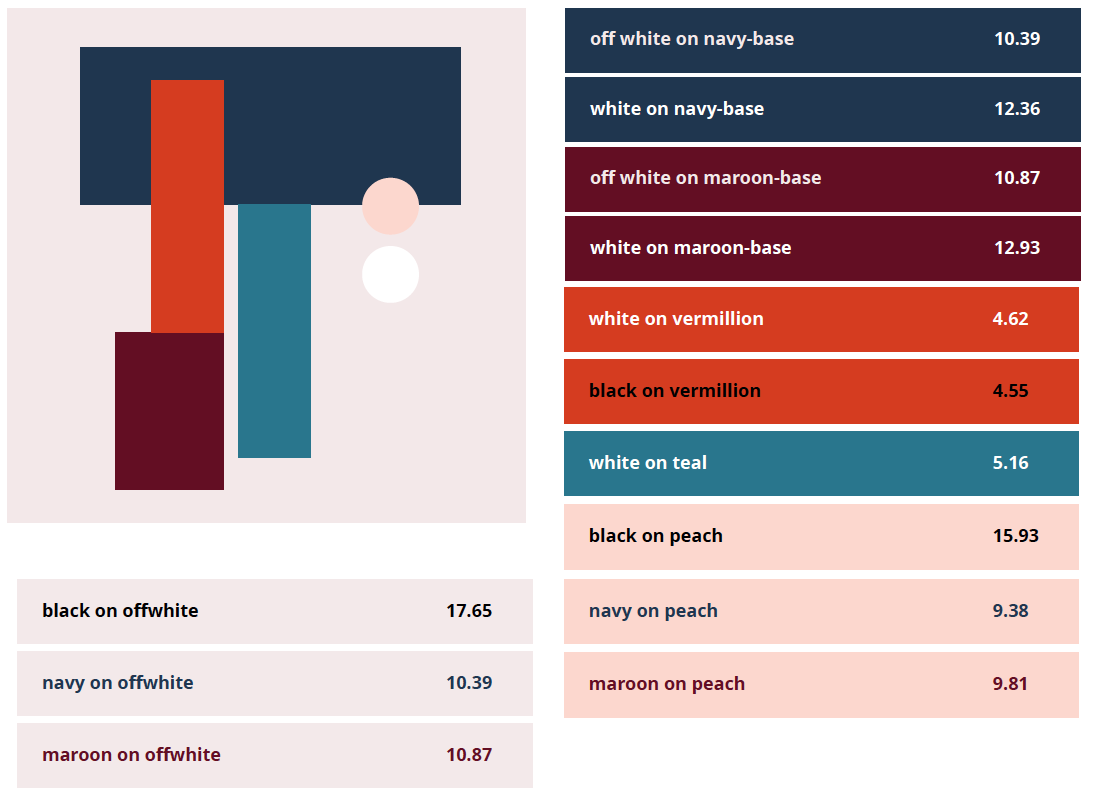 off white on navy-base 10.39
white on navy-base 12.36
off white on maroon-base 10.87
white on maroon-base 12.93
white on vermillion 4.62
black on vermillion 4.55
white on teal 5.16
black on peach 15.93
navy on peach 9.38
maroon on peach 9.81
black on offwhite 17.65
navy on offwhite 10.39
maroon on offwhite 10.87